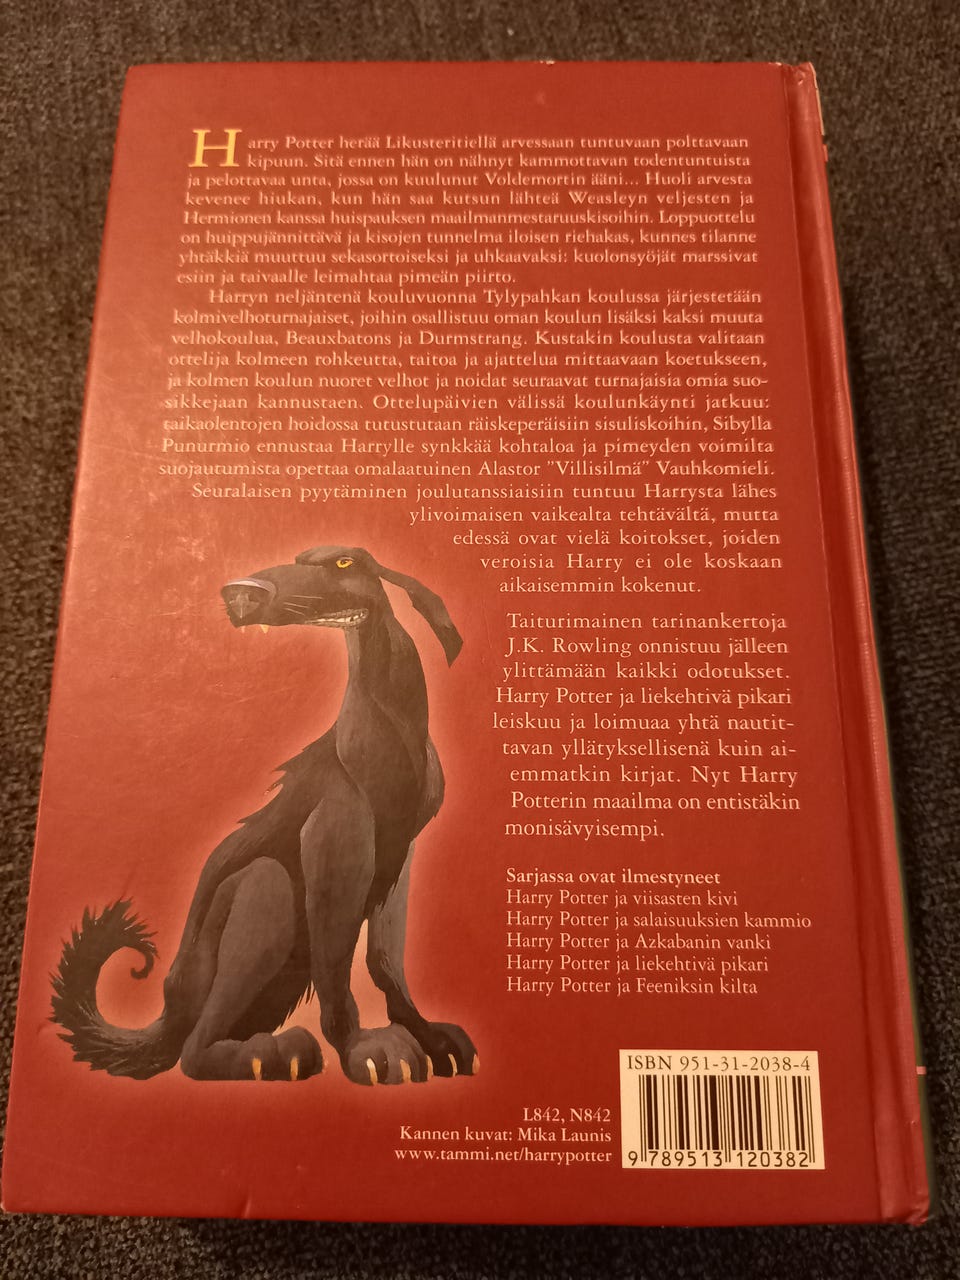 Harry Potter herää Likusteritiellä arvessaan tuntuvaan polttavaan
kipuun. Sitä ennen hän on nähnyt kammottavan todentuntuista
ja pelottavaa unta, jossa on kuulunut Voldemortin ääni... Huoli arvesta
kevenee hiukan, kun hän saa kutsun lähteä Weasleyn veljesten ja
Hermionen kanssa huispauksen maailmanmestaruuskisoihin. Loppuottelu
on huippujännittävä ja kisojen tunnelma iloisen riehakas, kunnes tilanne
yhtäkkiä muuttuu sekasortoiseksi ja uhkaavaksi: kuolonsyöjät marssivat
esiin ja taivaalle leimahtaa pimeän piirto.
Harryn neljäntenä kouluvuonna Tylypahkan koulussa järjestetään
kolmivelhoturnajaiset, joihin osallistuu oman koulun lisäksi kaksi muuta
velhokoulua, Beauxbatons ja Durmstrang. Kustakin koulusta valitaan
ottelija kolmeen rohkeutta, taitoa ja ajattelua mittaavaan koetukseen,
ja kolmen koulun nuoret velhot ja noidat seuraavat turnajaisia omia suo-
sikkejaan kannustaen. Ottelupäivien välissä koulunkäynti jatkuu:
taikaolentojen hoidossa tutustutaan räiskeperäisiin sisuliskoihin, Sibylla
Punurmio ennustaa Harrylle synkkää kohtaloa ja pimeyden voimilta
suojautumista opettaa omalaatuinen Alastor "Villisilmä" Vauhkomieli.
Seuralaisen pyytäminen joulutanssiaisiin tuntuu Harrysta lähes
ylivoimaisen vaikealta tehtävältä, mutta
edessä ovat vielä koitokset, joiden
veroisia Harry ei ole koskaan
aikaisemmin kokenut.
Taiturimainen tarinankertoja
J.K. Rowling onnistuu jälleen
ylittämään kaikki odotukset.
Harry Potter ja liekehtivä pikari
leiskuu ja loimuaa yhtä nautit-
tavan yllätyksellisenä kuin ai-
emmatkin kirjat. Nyt Harry
Potterin maailma on entistäkin
monisävyisempi.
Sarjassa ovat ilmestyneet
Harry Potter ja viisasten kivi
Harry Potter ja salaisuuksien kammio
Harry Potter ja Azkabanin vanki
Harry Potter ja liekehtivä pikari
Harry Potter ja Feeniksin kilta
ISBN 951-31-2038-4
L842, N842
Kannen kuvat: Mika Launis
www.tammi.net/harrypotter
9 789513 120382